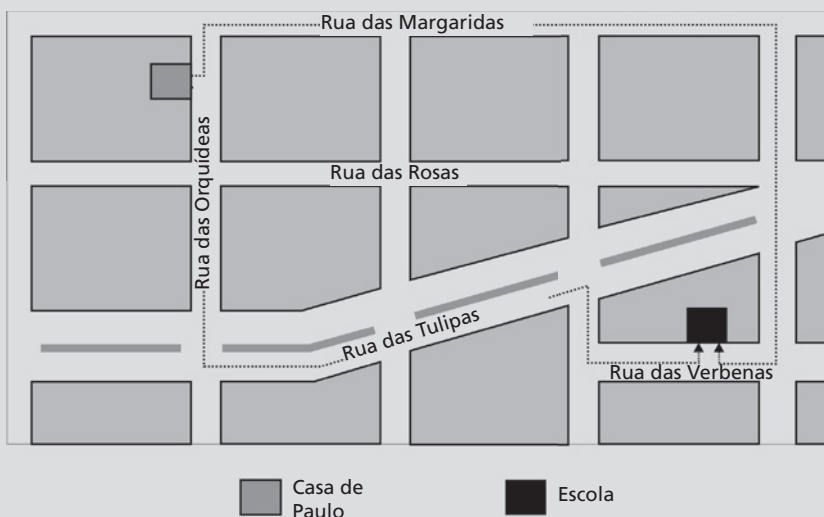 Rua das Margaridas
Rua das Orquídeas
Rua das Rosas
Rua das Tulipas
Rua das Verbenas
Casa de
Paulo
Escola